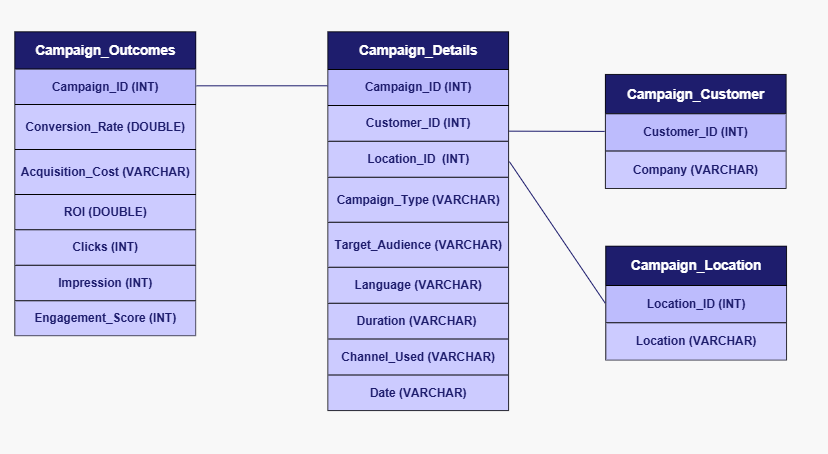 Campaign_Outcomes
Campaign_ID (INT)
Conversion_Rate (DOUBLE)
Acquisition_Cost (VARCHAR)
ROI (DOUBLE)
Clicks (INT)
Impression (INT)
Engagement_Score (INT)
Campaign_Details
Campaign_ID (INT)
Customer_ID (INT)
Location_ID  (INT)
Campaign_Type (VARCHAR)
Target_Audience (VARCHAR)
Language (VARCHAR)
Duration (VARCHAR)
Channel_Used (VARCHAR)
Date (VARCHAR)
Campaign_Customer
Customer_ID (INT)
Company (VARCHAR)
Campaign_Location
Location_ID (INT)
Location (VARCHAR)